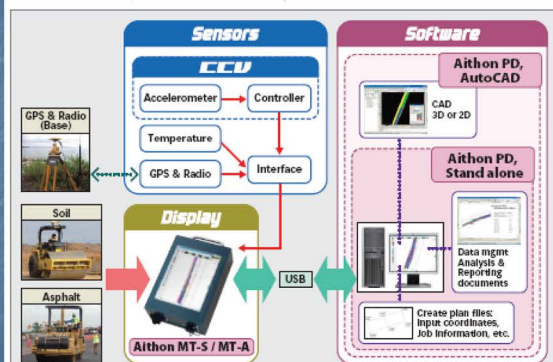 Sensors
CCV
Accelerometer
Controller
Temperature
GPS & Radio
Interface
GPS & Radio
(Base)
Soil
Asphalt
Display
Aithon MT-S / MT-A
USB
Software
Aithon PD,
AutoCAD
CAD
3D or 2D
Aithon PD,
Stand alone
Data mgmt
Analysis &
Reporting
documents
Create plan files:
Input coordinates,
Job Information, etc.